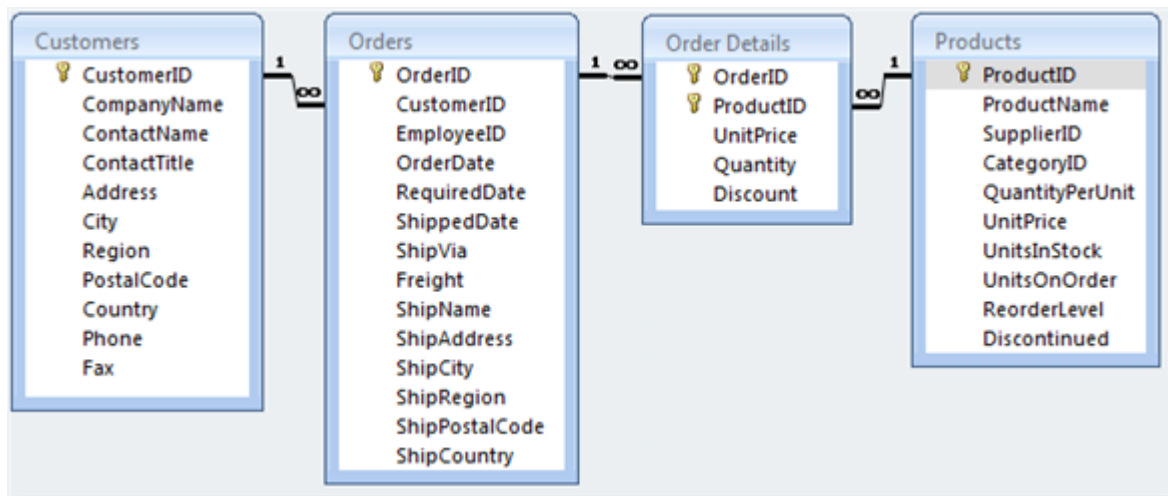 Customers
CustomerID
CompanyName
ContactName
ContactTitle
Address
City
Region
PostalCode
Country
Phone
Fax
1
∞
Orders
OrderID
CustomerID
EmployeeID
OrderDate
RequiredDate
ShippedDate
ShipVia
Freight
ShipName
ShipAddress
ShipCity
ShipRegion
ShipPostalCode
ShipCountry
1 ∞
Order Details
OrderID
ProductID
UnitPrice
Quantity
Discount
1
∞
Products
ProductID
ProductName
SupplierID
CategoryID
QuantityPerUnit
UnitPrice
UnitsInStock
UnitsOnOrder
ReorderLevel
Discontinued